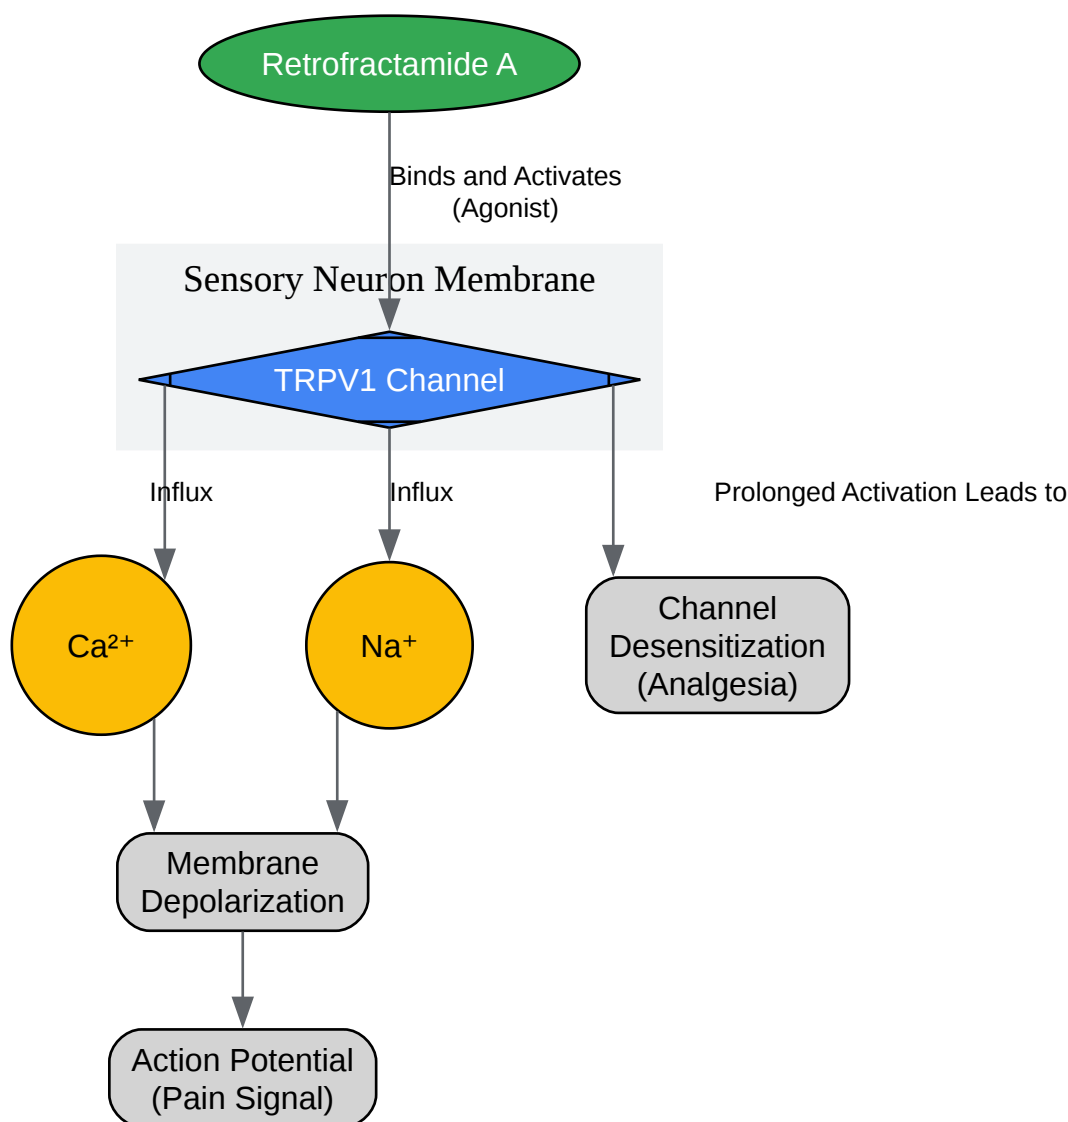 Retrofractamide A
Binds and Activates
(Agonist)
Sensory Neuron Membrane
TRPV1 Channel
Influx
Influx
Prolonged Activation Leads to
Ca²⁺
Na⁺
Channel
Desensitization
(Analgesia)
Membrane
Depolarization
Action Potential
(Pain Signal)